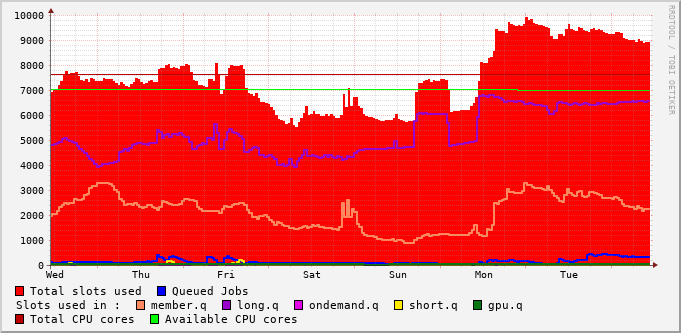 10000
9000
8000
7000
6000
5000
4000
3000
2000
1000
0
Wed Thu Fri Sat Sun Mon Tue
RRDTOOL / TOBI OETIKER
Total slots used Queued Jobs
Slots used in : member.q long.q ondemand.q short.q gpu.q
Total CPU cores Available CPU cores